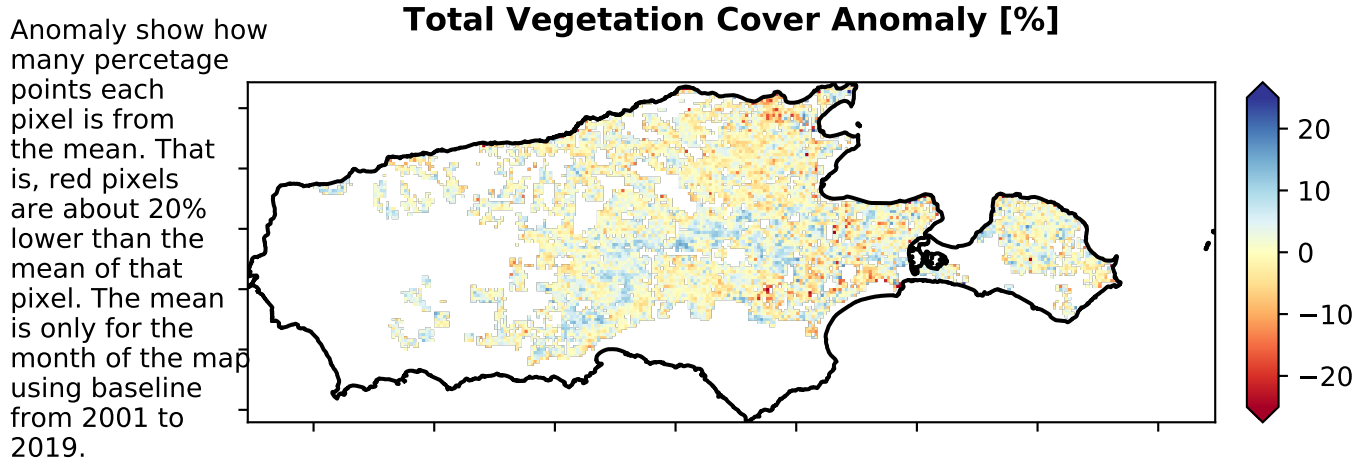 Total Vegetation Cover Anomaly [%]
Anomaly show how
many percetage
points each
pixel is from
the mean. That
is, red pixels
are about 20%
lower than the
mean of that
pixel. The mean
is only for the
month of the map
using baseline
from 2001 to
2019.
20
10
0
−10
−20